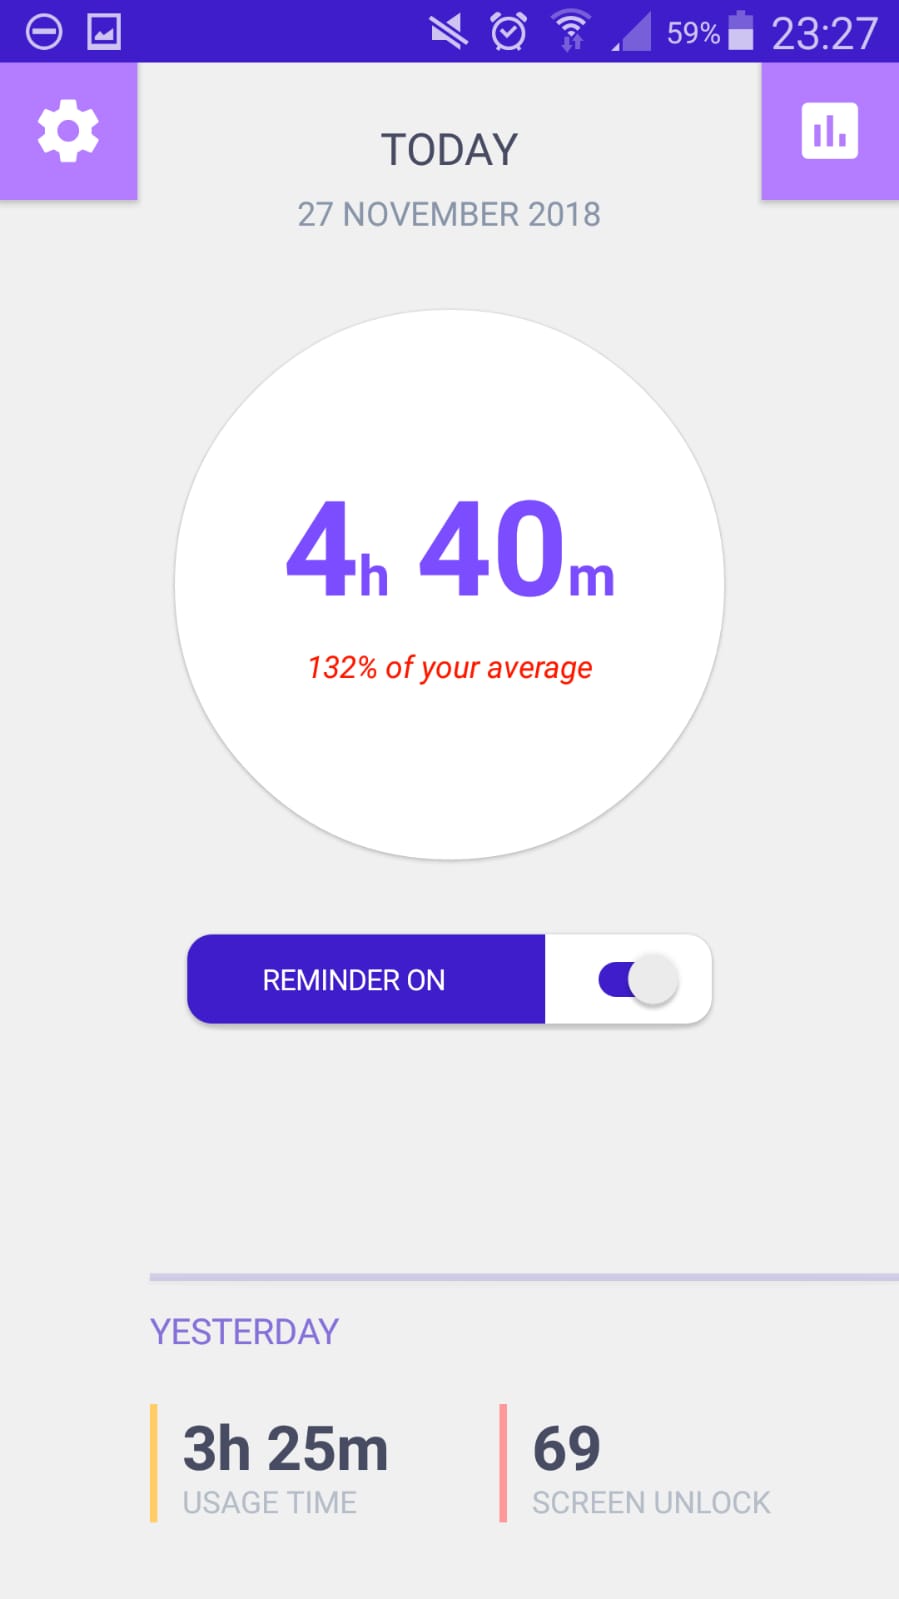 59% 23:27
TODAY
27 NOVEMBER 2018
4h 40m
132% of your average
REMINDER ON
YESTERDAY
3h 25m 69
USAGE TIME SCREEN UNLOCK